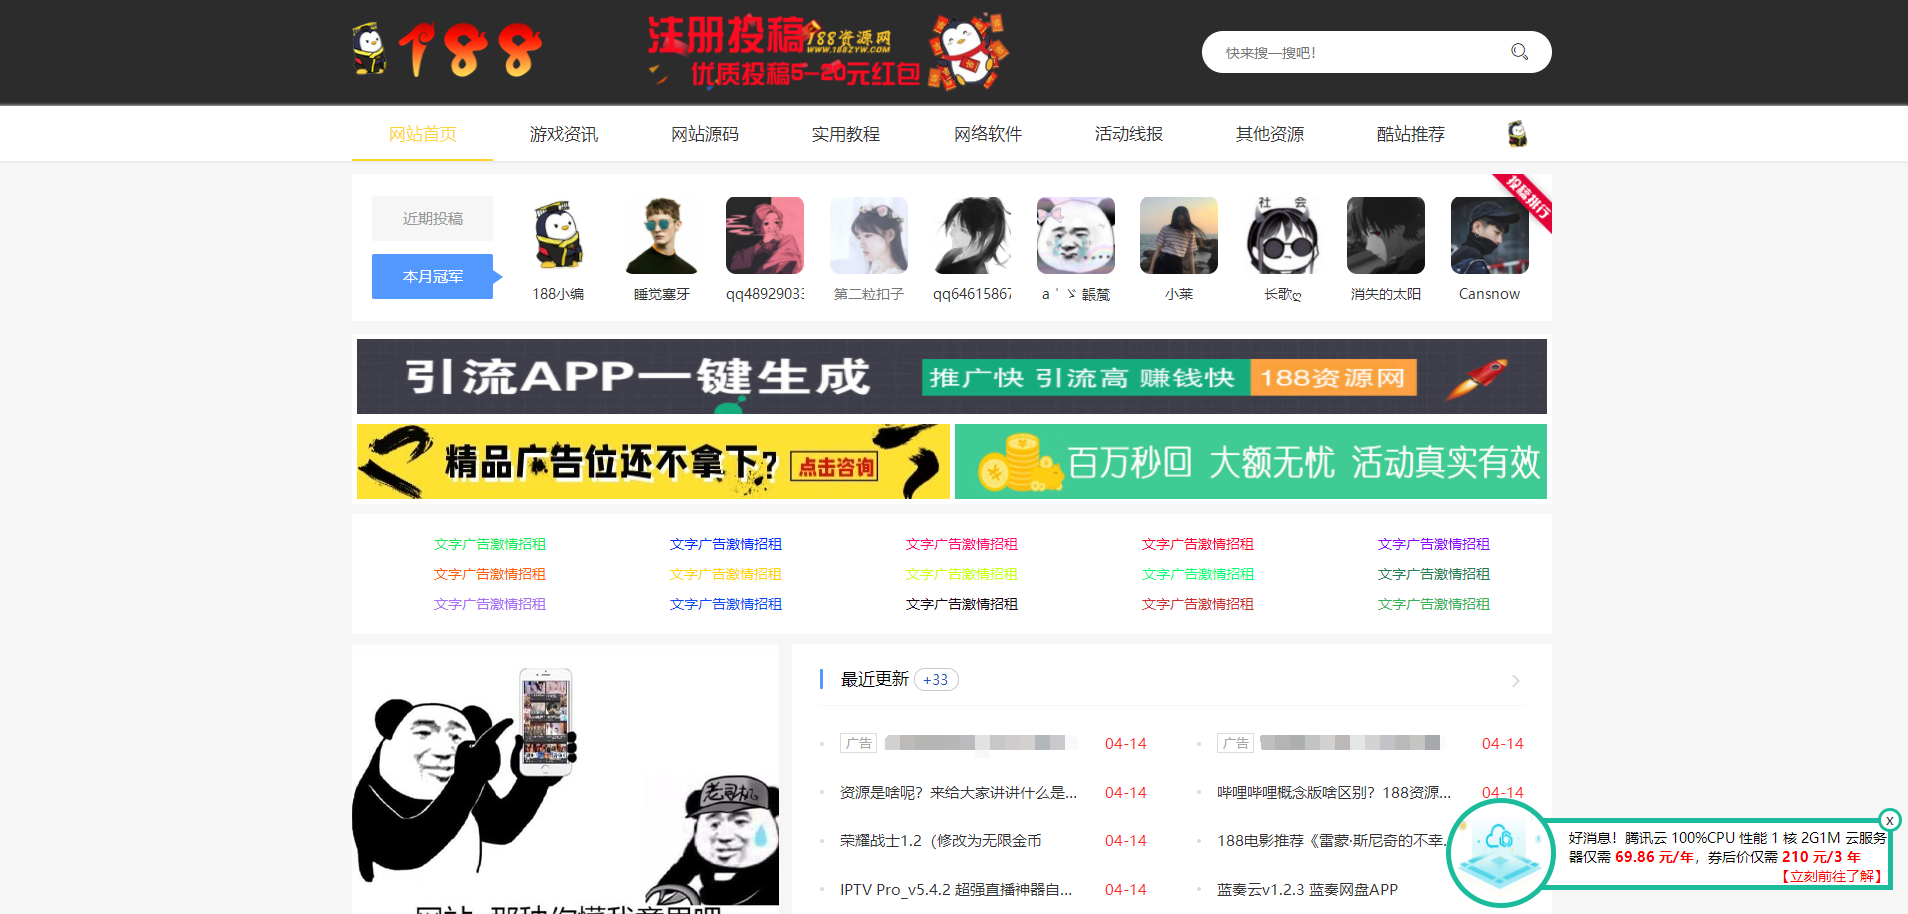 188
注册投稿188资源网
WWW.188ZYW.COM
优质投稿5-20元红包
快来搜一搜吧!
网站首页 游戏资讯 网站源码 实用教程 网络软件 活动线报 其他资源 酷站推荐
投稿排行
近期投稿
本月冠军
社 会
188小编 睡觉塞牙 qq48929033 第二粒扣子 qq64615867 小莱 长歌ღ 消失的太阳 Cansnow
引流APP一键生成 推广快 引流高 赚钱快 188资源网
精品广告位还不拿下? 点击咨询 百万秒回 大额无忧 活动真实有效
文字广告激情招租 文字广告激情招租 文字广告激情招租 文字广告激情招租 文字广告激情招租
文字广告激情招租 文字广告激情招租 文字广告激情招租 文字广告激情招租 文字广告激情招租
文字广告激情招租 文字广告激情招租 文字广告激情招租 文字广告激情招租 文字广告激情招租
老司机
最近更新 +33
广告 04-14 广告 04-14
资源是啥呢？来给大家讲讲什么是... 04-14 哔哩哔哩概念版啥区别？188资源... 04-14
荣耀战士1.2（修改为无限金币 04-14 188电影推荐《雷蒙·斯尼奇的不幸...
IPTV Pro_v5.4.2 超强直播神器自... 04-14 蓝奏云v1.2.3 蓝奏网盘APP
x
好消息！腾讯云 100%CPU 性能 1 核 2G1M 云服务
器仅需 69.86 元/年，券后价仅需 210 元/3 年
【立刻前往了解】